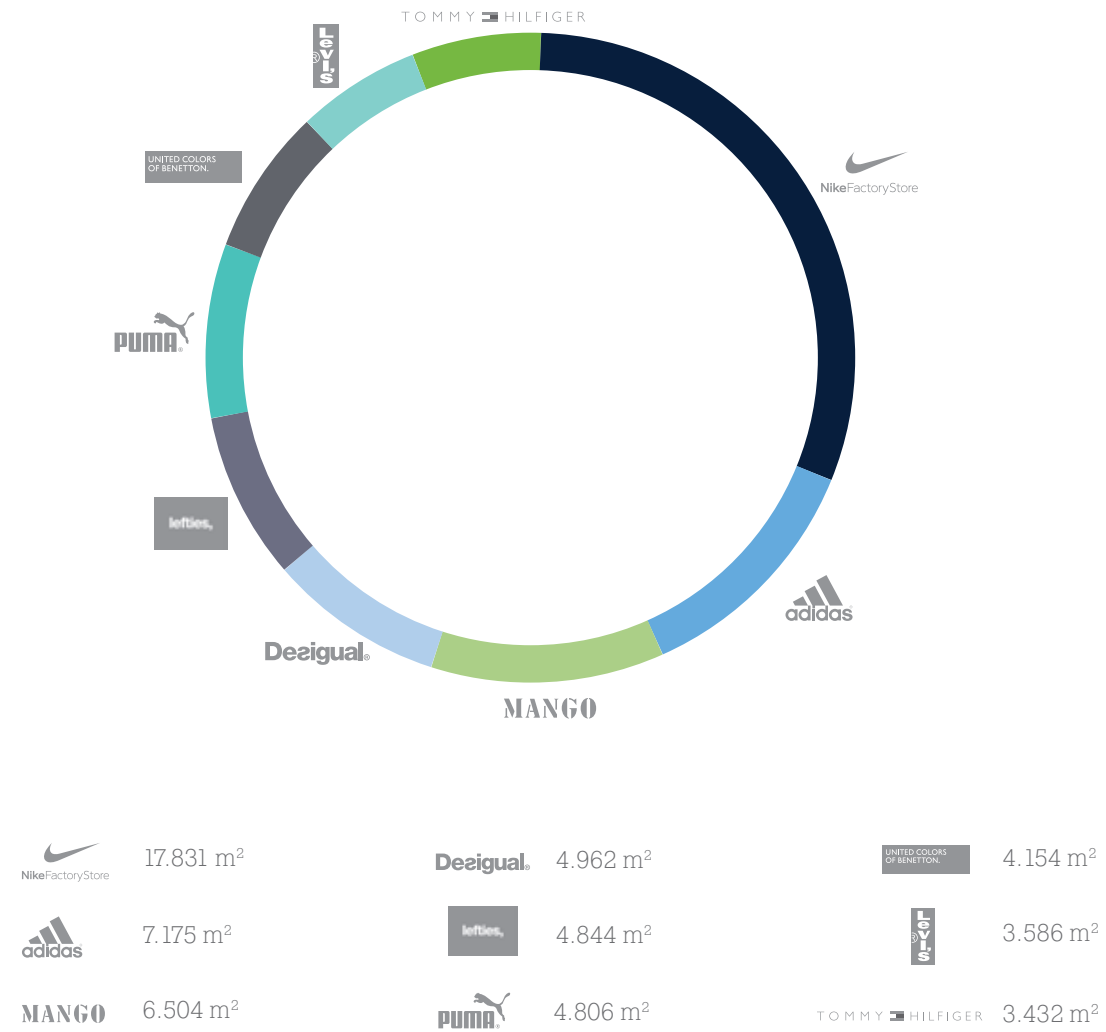 TOMMY HILFIGER
Levi's®
UNITED COLORS
OF BENETTON.
NikeFactoryStore
PUMA®
lefties,
adidas
Desigual®
MANGO
NikeFactoryStore 17.831 m²
Desigual® 4.962 m²
UNITED COLORS
OF BENETTON. 4.154 m²
adidas 7.175 m²
lefties, 4.844 m²
Levi's® 3.586 m²
MANGO 6.504 m²
PUMA® 4.806 m²
TOMMY HILFIGER 3.432 m²